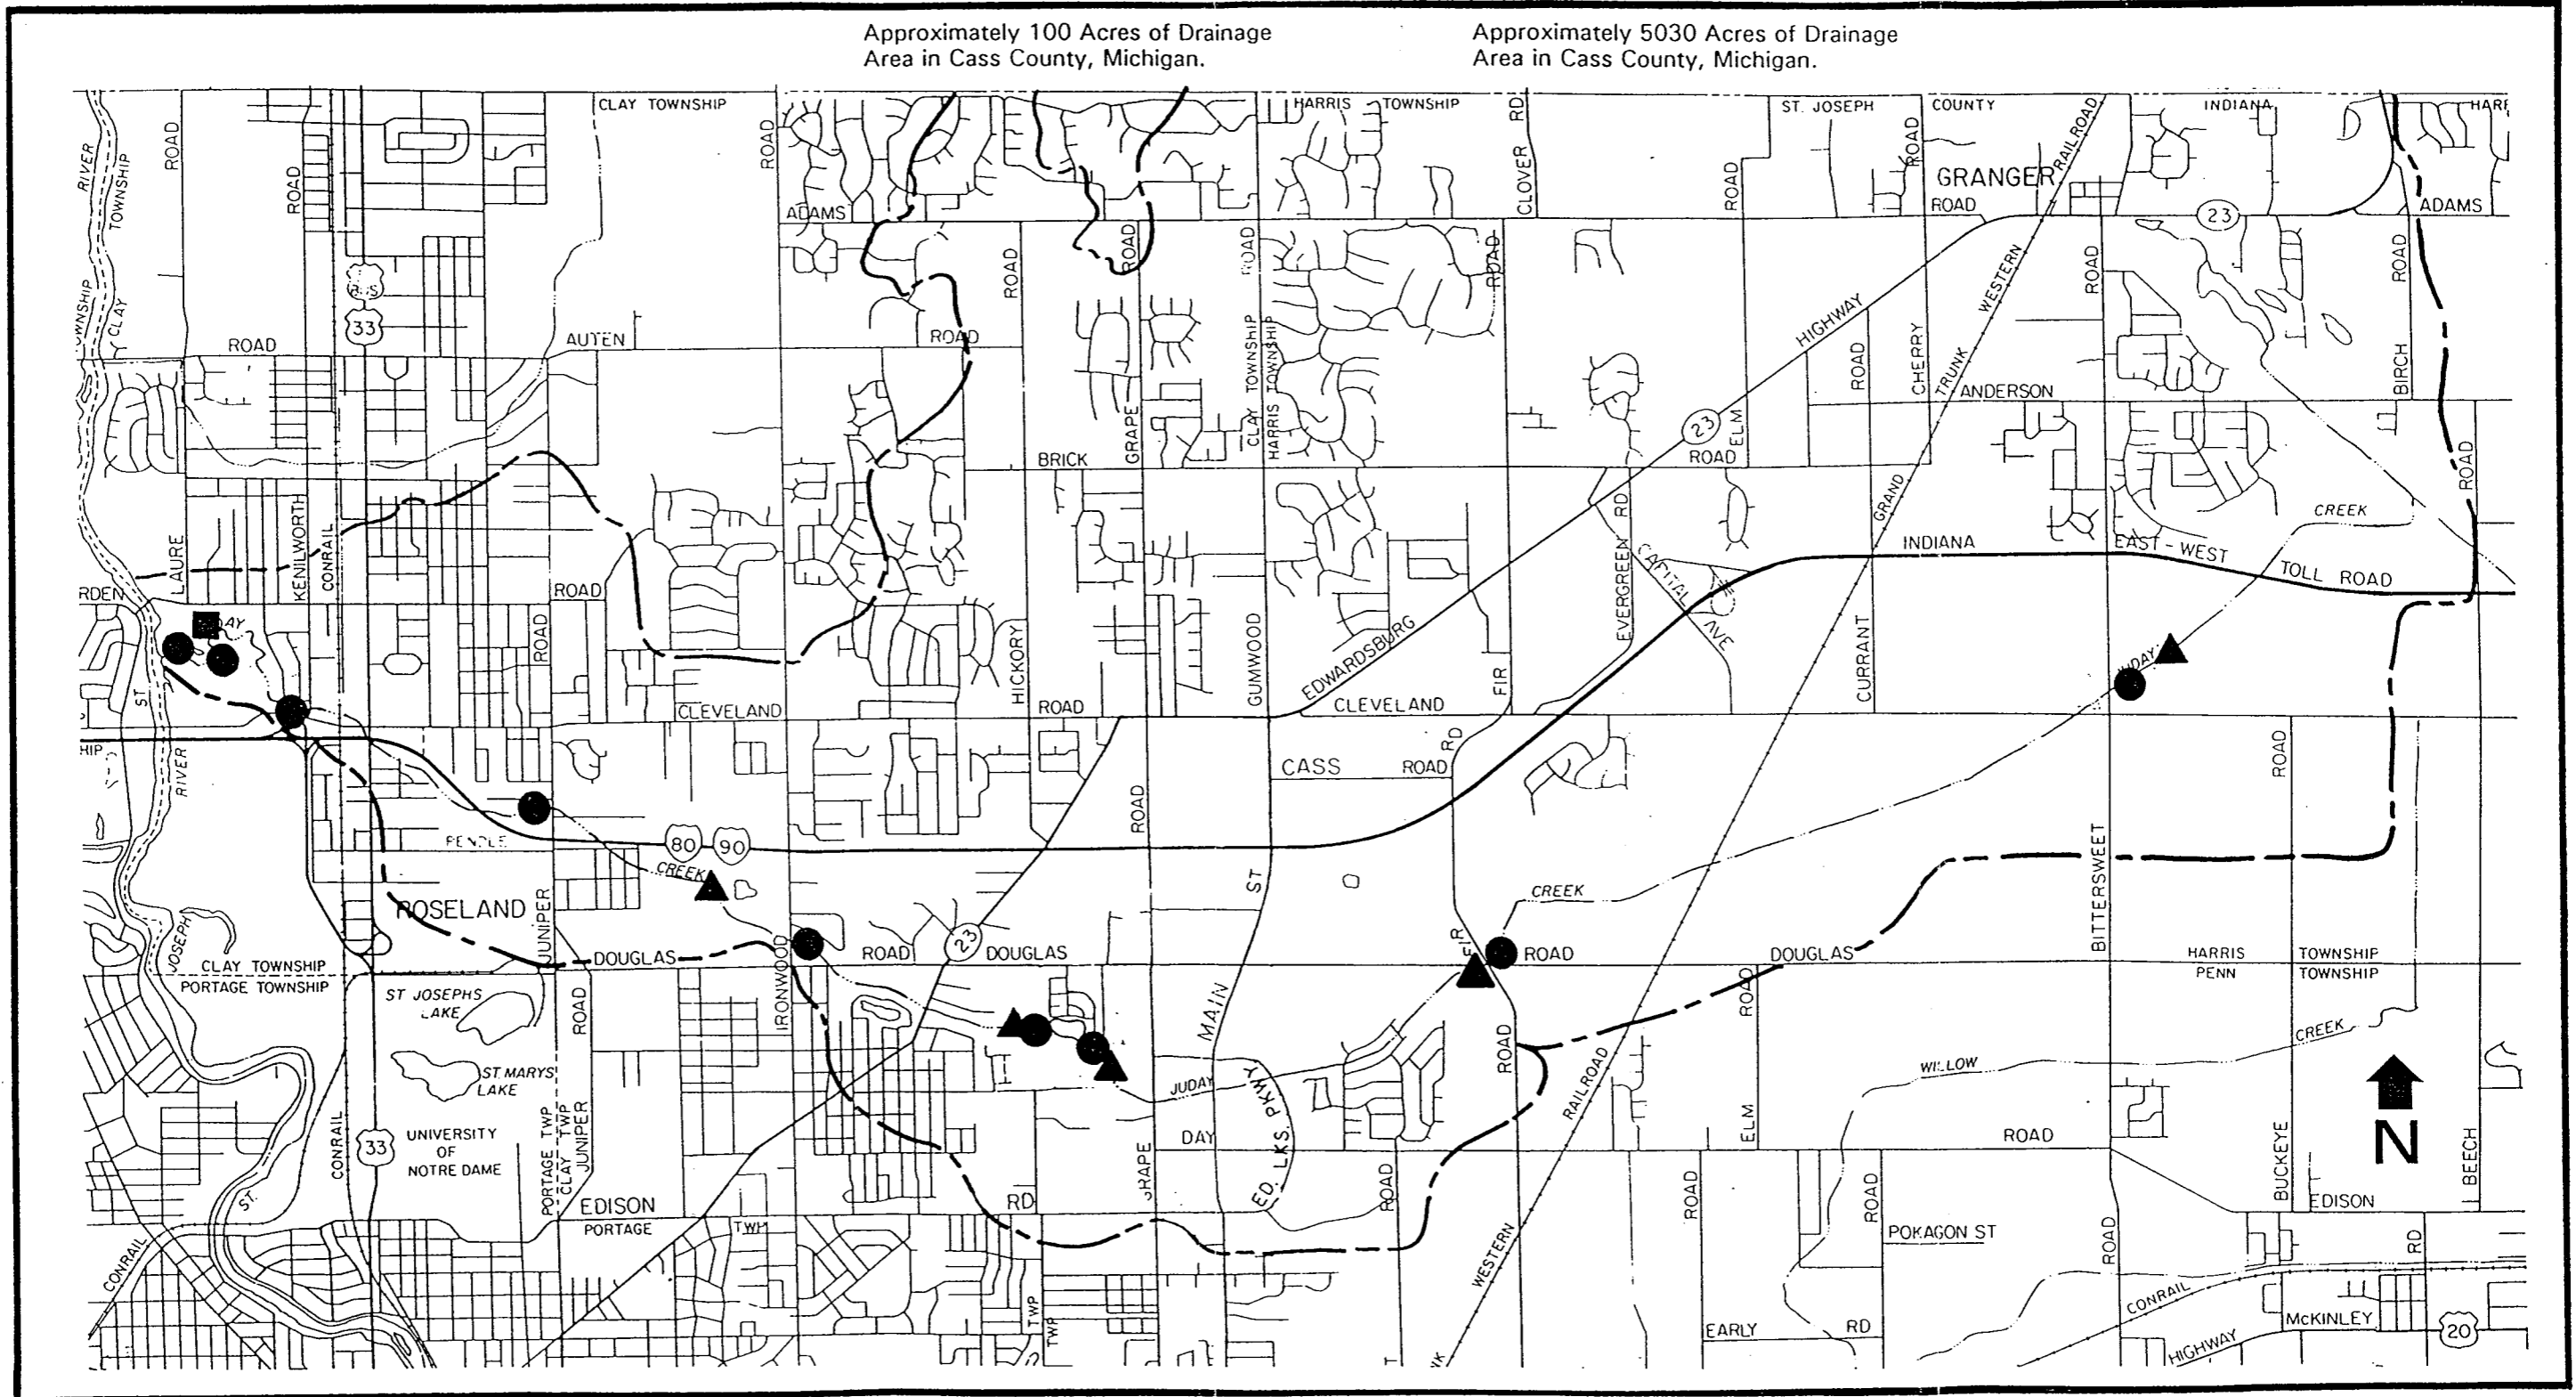 Approximately 100 Acres of Drainage
Area in Cass County, Michigan.
Approximately 5030 Acres of Drainage
Area in Cass County, Michigan.
CLAY TOWNSHIP
HARRIS TOWNSHIP
ST. JOSEPH COUNTY INDIANA
RIVER
TOWNSHIP
ROAD
ROAD
ROAD
CLOVER RD
ROAD
ROAD
RAILROAD
GRANGER
ADAMS
ROAD
23
ADAMS
CLAY
33
ROAD
AUTEN
ROAD
ROAD
ROAD
ROAD
ROAD
HIGHWAY
WESTERN
ROAD
ROAD
CLAY TOWNSHIP
HARRIS TOWNSHIP
ROAD
CHERRY
TRUNK
BIRCH
ANDERSON
GRAPE
23
ELM
BRICK
ROAD
ROAD
KENILWORTH
CONRAIL
LAURE
GRAND
CREEK
RD
EVERGREEN
CAPITAL AVE
INDIANA
EAST-WEST
TOLL ROAD
RDEN
ROAD
ROAD
HICKORY
GUMWOOD
EDWARDSBURG
FIR
CURRANT
ST
CLEVELAND
ROAD
CLEVELAND
HIP
RIVER
CASS
ROAD
RD
ROAD
ROAD
80
90
CREEK
ST
CREEK
BITTERSWEET
ROSELAND
JUNIPER
JOSEPH
DOUGLAS
IRONWOOD
ROAD
23
DOUGLAS
FIR
ROAD
DOUGLAS
HARRIS TOWNSHIP
PENN TOWNSHIP
CLAY TOWNSHIP
PORTAGE TOWNSHIP
ST JOSEPHS
LAKE
ROAD
MAIN
ROAD
ROAD
CREEK
ST. MARYS
LAKE
JUDAY
WILLOW
RAILROAD
CONRAIL
33
UNIVERSITY
OF
NOTRE DAME
PORTAGE TWP
CLAY TWP
JUNIPER
DAY
ED. LKS. PKWY
ELM
ROAD
N
BUCKEYE
BEECH
ST.
EDISON
RD
ROAD
ROAD
ROAD
EDISON
PORTAGE
TWP
POKAGON ST
ROAD
RD
CONRAIL
WESTERN
CONRAIL
TWP
TWP
EARLY
RD
McKINLEY
HIGHWAY
20